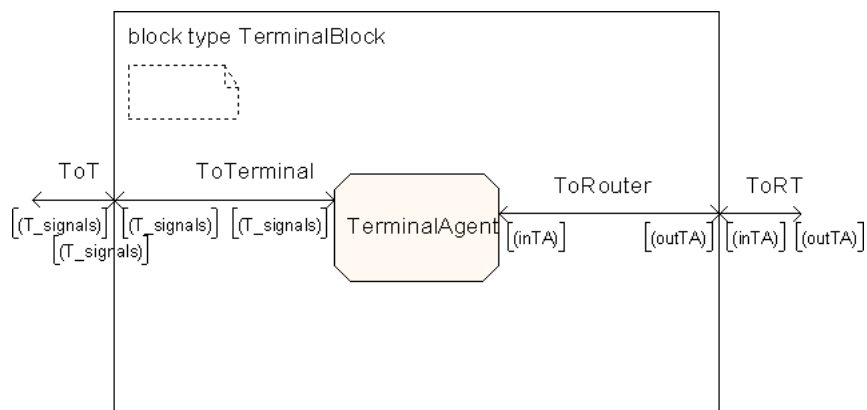 block type TerminalBlock
ToT
ToTerminal
ToRouter
ToRT
TerminalAgent
[(T_signals)]
[(T_signals)]
[(T_signals)]
[(T_signals)]
[(inTA)]
[(outTA)]
[(inTA)]
[(outTA)]